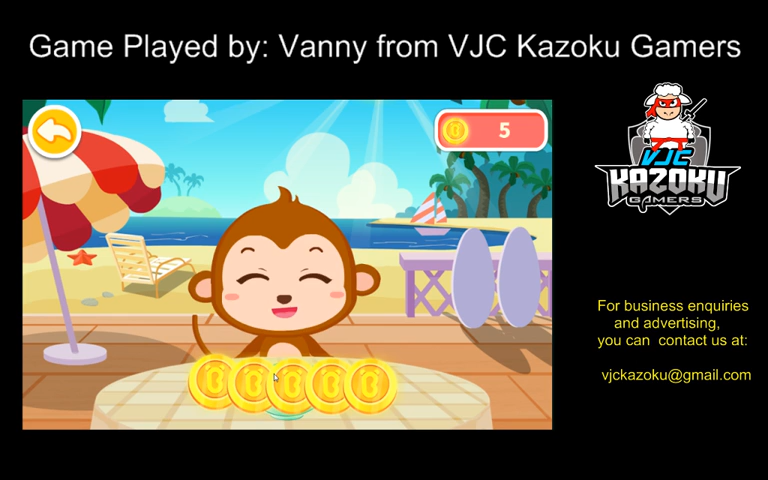 Game Played by: Vanny from VJC Kazoku Gamers
5
VJC
KAZOKU
GAMERS
For business enquiries
and advertising,
you can contact us at:
vjckazoku@gmail.com